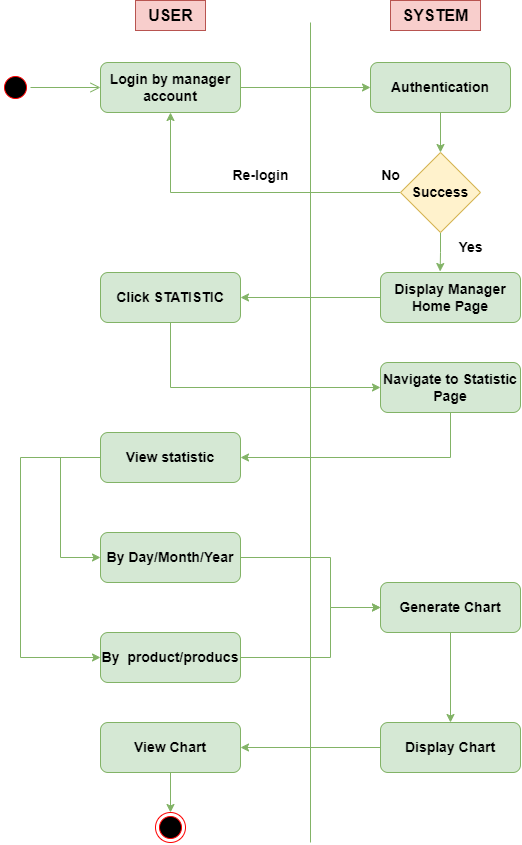 USER
SYSTEM
Login by manager
account
Authentication
Re-login
No
Success
Yes
Click STATISTIC
Display Manager
Home Page
Navigate to Statistic
Page
View statistic
By Day/Month/Year
Generate Chart
By  product/producs
View Chart
Display Chart